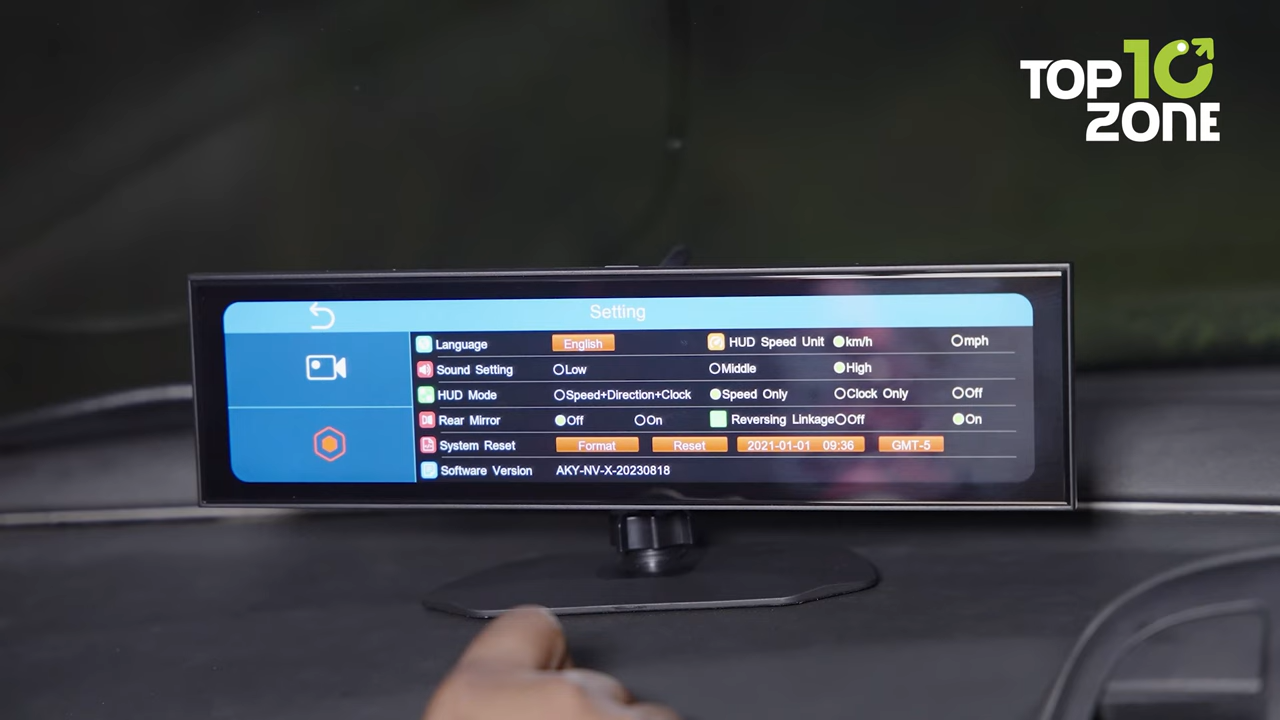 TOP 10
ZONE
Setting
Language English HUD Speed Unit km/h mph
Sound Setting Low Middle High
HUD Mode Speed+Direction+Clock Speed Only Clock Only Off
Rear Mirror Off On Reversing Linkage Off On
System Reset Format Reset 2021-01-01 09:36 GMT-5
Software Version AKY-NV-X-20230818